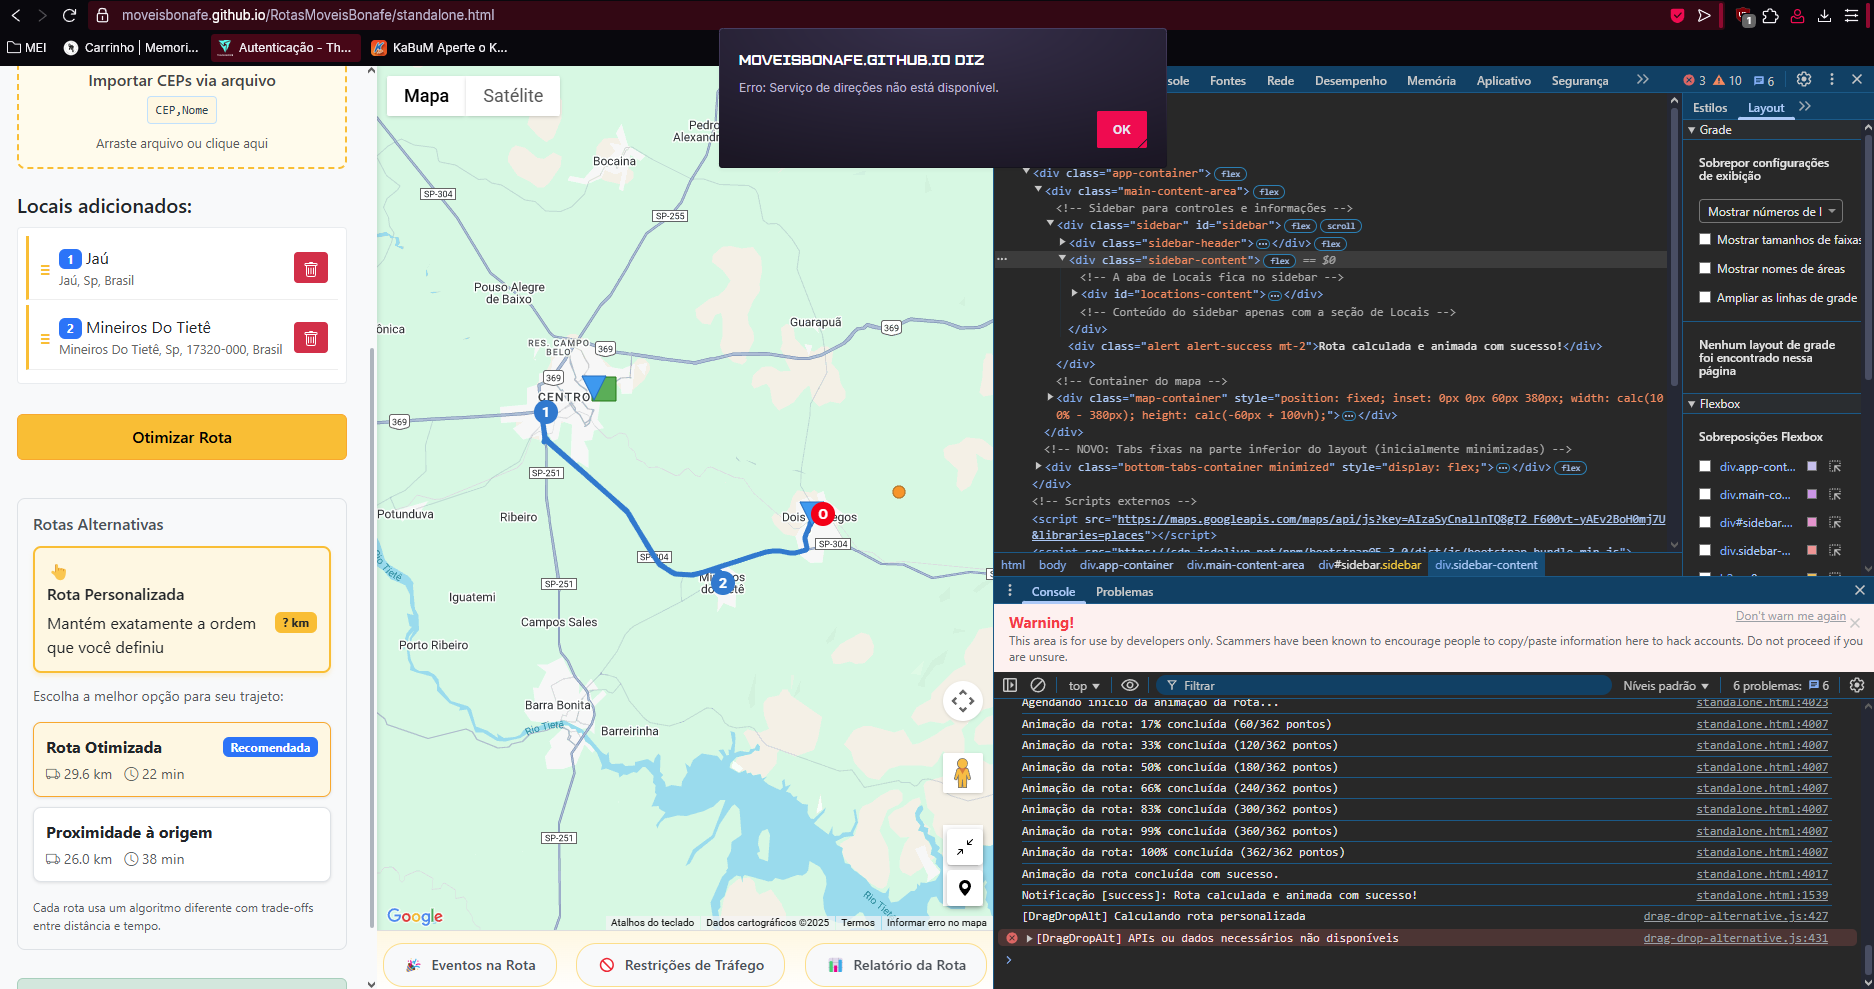 moveisbonafe.github.io/RotasMoveisBonafe/standalone.html
1
MEI
Carrinho | Memori...
Autenticação - Th...
KaBuM Aperte o K...
MOVEISBONAFE.GITHUB.IO DIZ
Erro: Serviço de direções não está disponível.
OK
Importar CEPs via arquivo
CEP,Nome
Arraste arquivo ou clique aqui
Locais adicionados:
1 Jaú
Jaú, Sp, Brasil
2 Mineiros Do Tietê
Mineiros Do Tietê, Sp, 17320-000, Brasil
Otimizar Rota
Rotas Alternativas
Rota Personalizada
Mantém exatamente a ordem
que você definiu
? km
Escolha a melhor opção para seu trajeto:
Rota Otimizada
Recomendada
29.6 km 22 min
Proximidade à origem
26.0 km 38 min
Cada rota usa um algoritmo diferente com trade-offs
entre distância e tempo.
Mapa
Satélite
Pedro
Alexandr
Bocaina
SP-304
SP-255
Pouso Alegre
de Baixo
ônica
Guarapuã
369
RES. CAMPO
BELO
369
369
CENTRO
1
369
SP-251
Potunduva
Ribeiro
Dois
egos
0
SP-304
SP-304
SP-251
2
Rio Tietê
Iguatemi
Campos Sales
Porto Ribeiro
Barra Bonita
Rio Tietê
Barreirinha
SP-251
Rio Tietê
Google
Atalhos do teclado
Dados cartográficos ©2025
Termos
Informar erro no mapa
Eventos na Rota
Restrições de Tráfego
Relatório da Rota
sole
Fontes
Rede
Desempenho
Memória
Aplicativo
Segurança
3
10
6
<div class="app-container"> flex
<div class="main-content-area"> flex
<!-- Sidebar para controles e informações -->
<div class="sidebar" id="sidebar"> flex scroll
<div class="sidebar-header"> … </div> flex
<div class="sidebar-content"> flex == $0
<!-- A aba de Locais fica no sidebar -->
<div id="locations-content"> … </div>
<!-- Conteúdo do sidebar apenas com a seção de Locais -->
</div>
<div class="alert alert-success mt-2">Rota calculada e animada com sucesso!</div>
</div>
<!-- Container do mapa -->
<div class="map-container" style="position: fixed; inset: 0px 0px 60px 380px; width: calc(10
0% - 380px); height: calc(-60px + 100vh);"> … </div>
</div>
<!-- NOVO: Tabs fixas na parte inferior do layout (inicialmente minimizadas) -->
<div class="bottom-tabs-container minimized" style="display: flex;"> … </div> flex
</div>
<!-- Scripts externos -->
&libraries=places"></script>
html
body
div.app-container
div.main-content-area
div#sidebar.sidebar
div.sidebar-content
Estilos
Layout
Grade
Sobrepor configurações
de exibição
Mostrar números de l
Mostrar tamanhos de faixas
Mostrar nomes de áreas
Ampliar as linhas de grade
Nenhum layout de grade
foi encontrado nessa
página
Flexbox
Sobreposições Flexbox
div.app-cont...
div.main-co...
div#sidebar....
div.sidebar-...
Console
Problemas
Warning!
Don't warn me again
This area is for use by developers only. Scammers have been known to encourage people to copy/paste information here to hack accounts. Do not proceed if you
are unsure.
top
Filtrar
Níveis padrão
6 problemas: 6
Agendando início da animação da rota... standalone.html:4023
Animação da rota: 17% concluída (60/362 pontos) standalone.html:4007
Animação da rota: 33% concluída (120/362 pontos) standalone.html:4007
Animação da rota: 50% concluída (180/362 pontos) standalone.html:4007
Animação da rota: 66% concluída (240/362 pontos) standalone.html:4007
Animação da rota: 83% concluída (300/362 pontos) standalone.html:4007
Animação da rota: 99% concluída (360/362 pontos) standalone.html:4007
Animação da rota: 100% concluída (362/362 pontos) standalone.html:4007
Animação da rota concluída com sucesso. standalone.html:4017
Notificação [success]: Rota calculada e animada com sucesso! standalone.html:1539
[DragDropAlt] Calculando rota personalizada drag-drop-alternative.js:427
[DragDropAlt] APIs ou dados necessários não disponíveis drag-drop-alternative.js:431